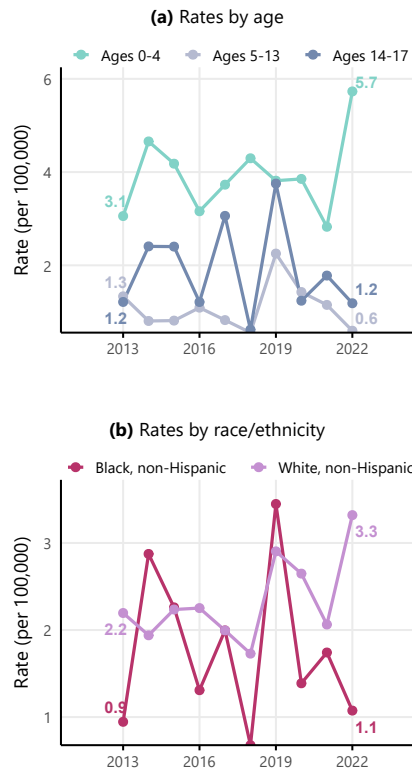 (a) Rates by age
Ages 0-4 Ages 5-13 Ages 14-17
Rate (per 100,000)
6
4
2
5.7
3.1
1.3
1.2
1.2
0.6
2013 2016 2019 2022
(b) Rates by race/ethnicity
Black, non-Hispanic White, non-Hispanic
Rate (per 100,000)
3
2
1
3.3
2.2
0.9
1.1
2013 2016 2019 2022